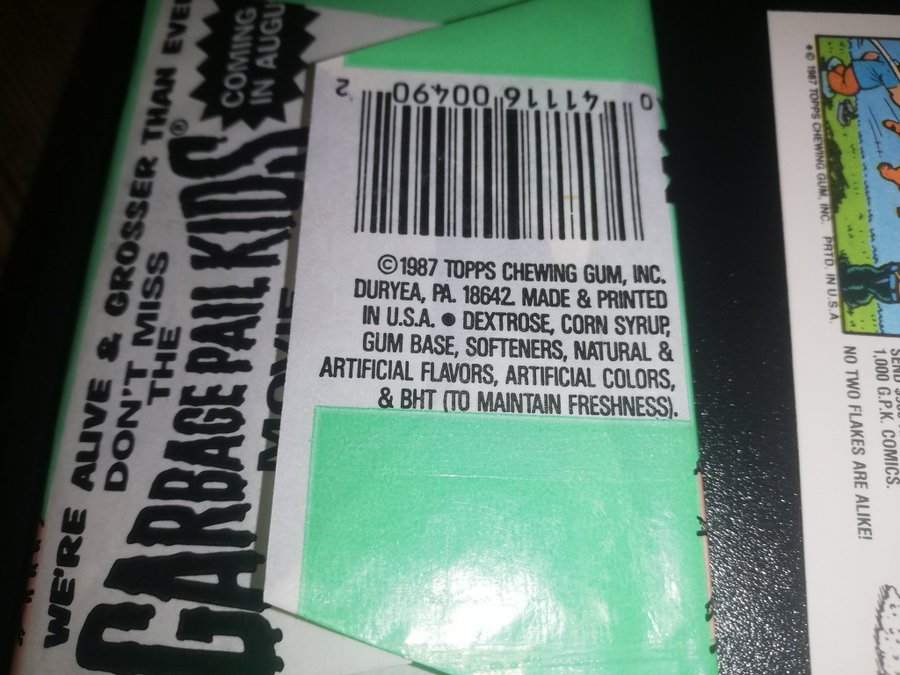 WE'RE ALIVE & GROSSER THAN EVER
DON'T MISS
THE
GARBAGE PAIL KIDS®
MOVIE
COMING
IN AUGU
0 41116 00490 2
©1987 TOPPS CHEWING GUM, INC.
DURYEA, PA. 18642. MADE & PRINTED
IN U.S.A. ● DEXTROSE, CORN SYRUP,
GUM BASE, SOFTENERS, NATURAL &
ARTIFICIAL FLAVORS, ARTIFICIAL COLORS,
& BHT (TO MAINTAIN FRESHNESS).
*© 1987 TOPPS CHEWING GUM, INC. PRTD. IN U.S.A.
SEND
1,000 G.P.K. COMICS.
NO TWO FLAKES ARE ALIKE!